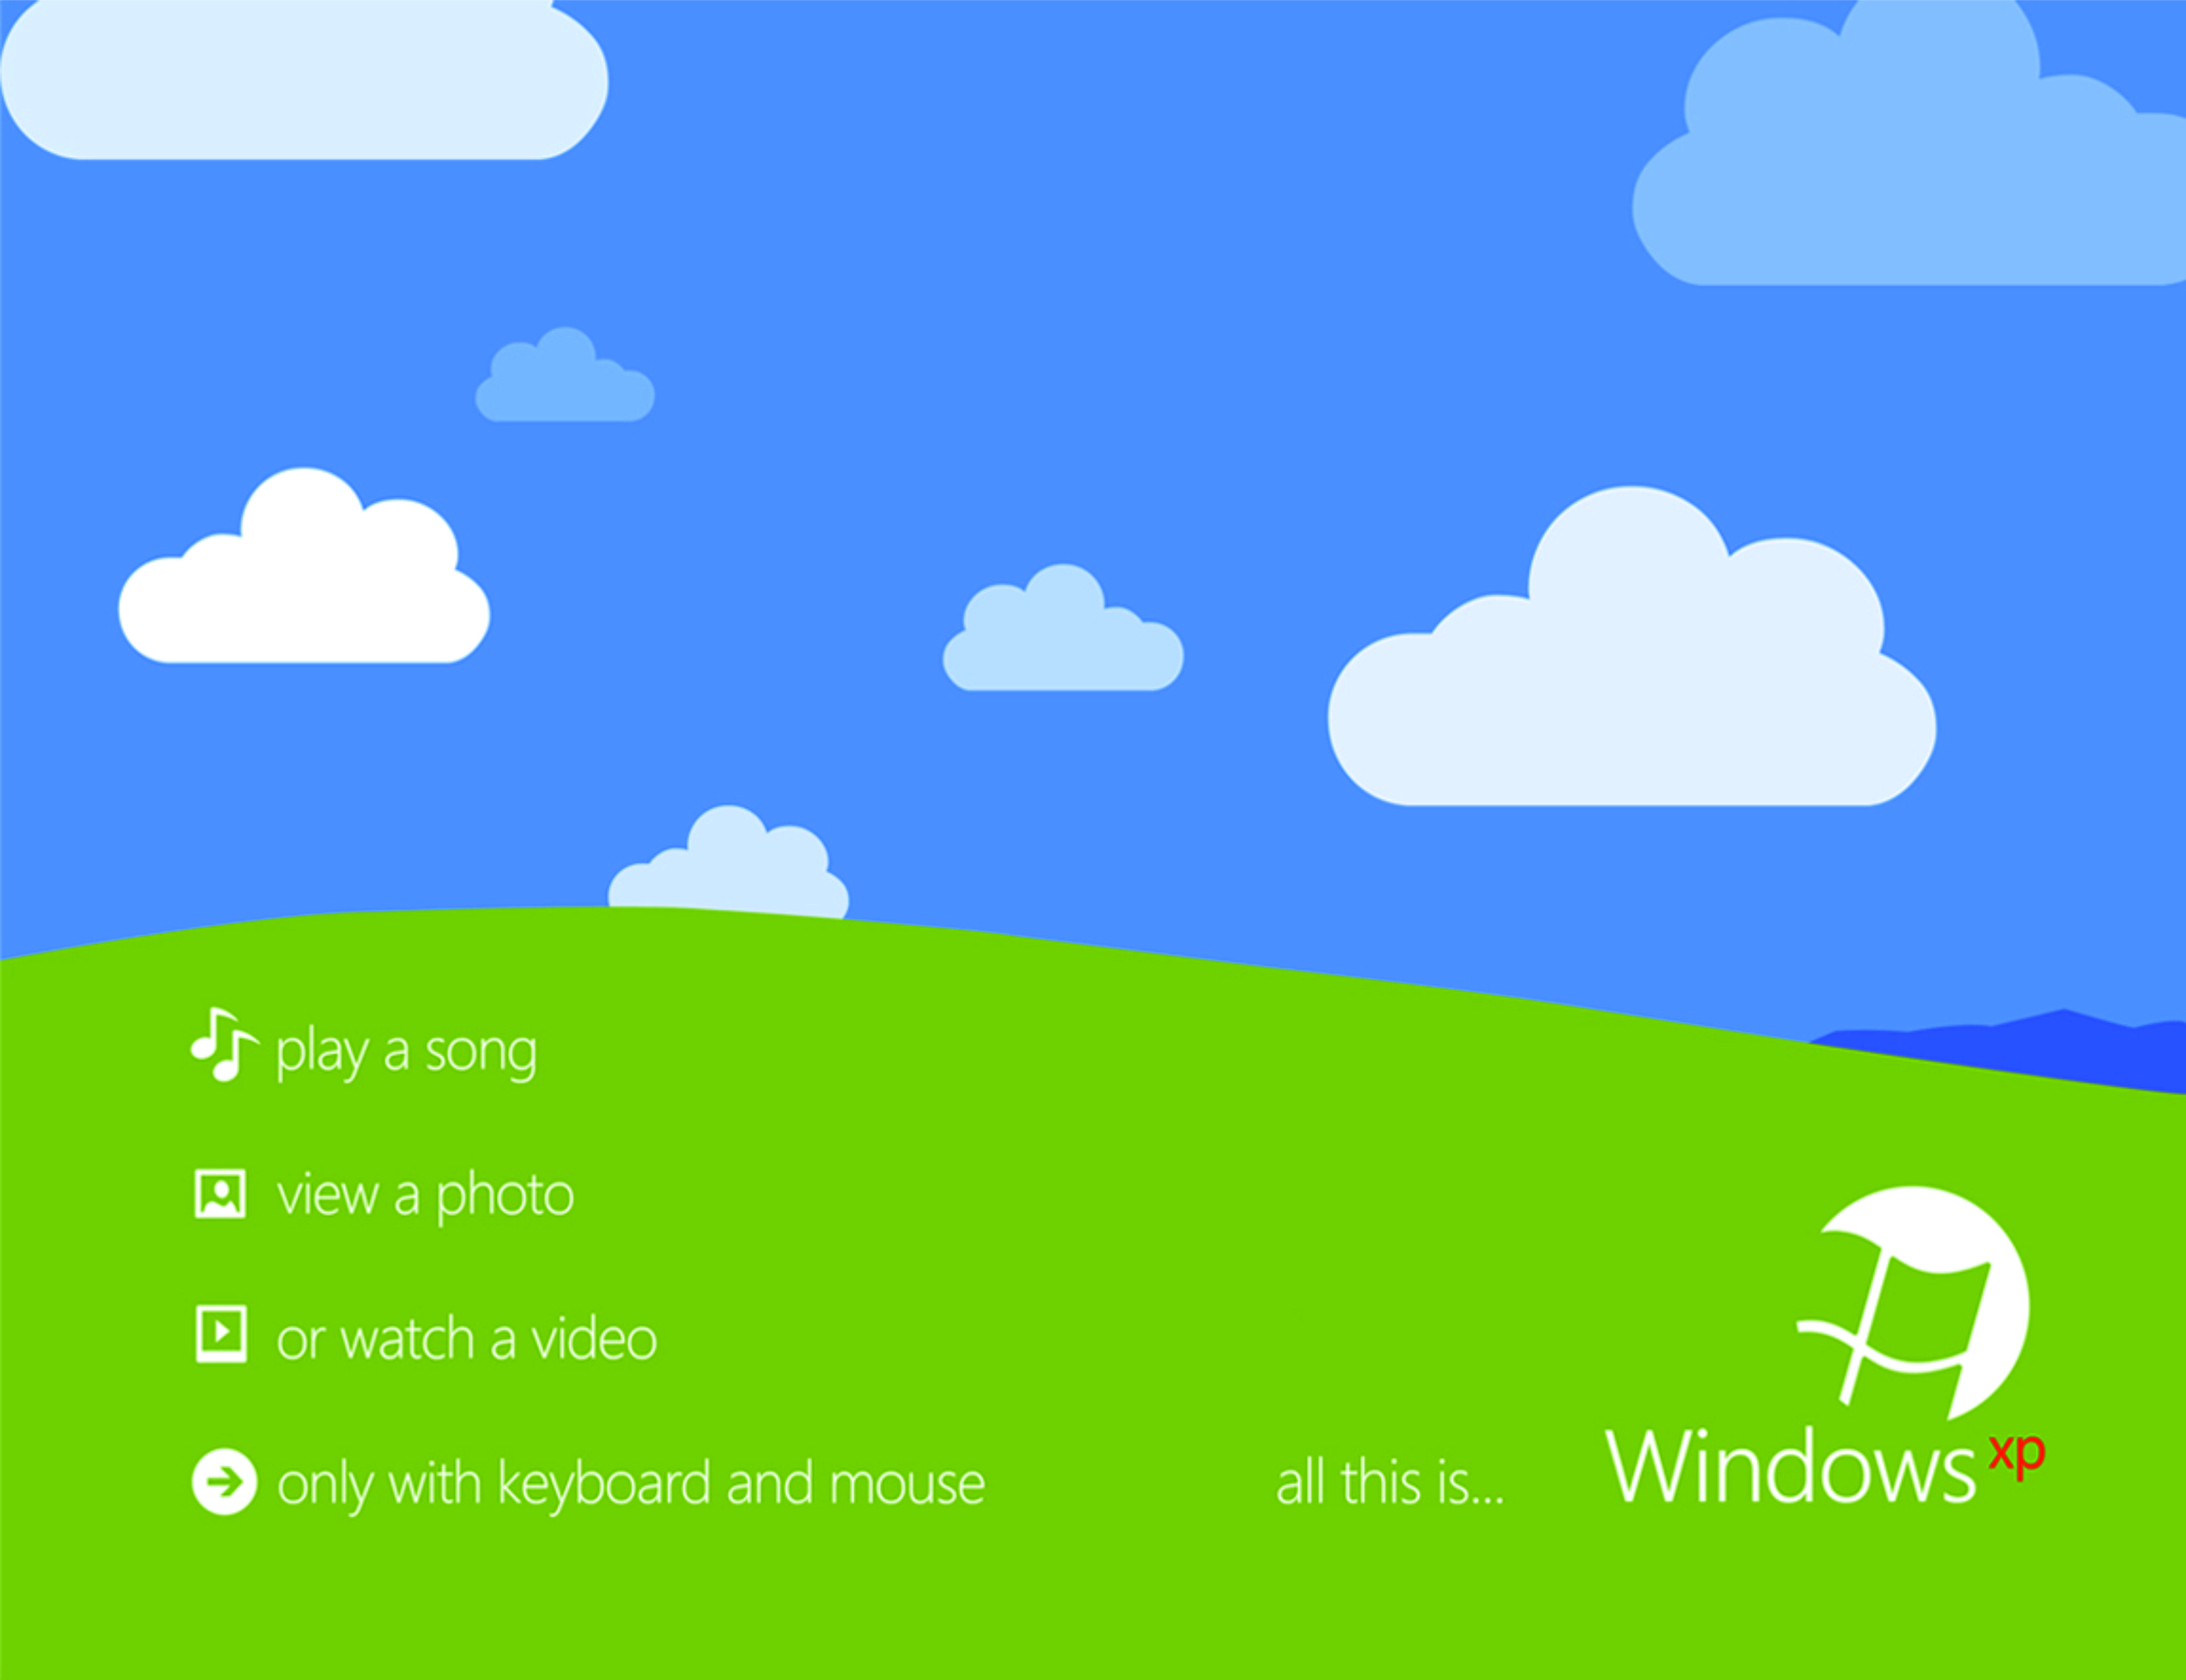 play a song
view a photo
or watch a video
only with keyboard and mouse
all this is...
Windows xp